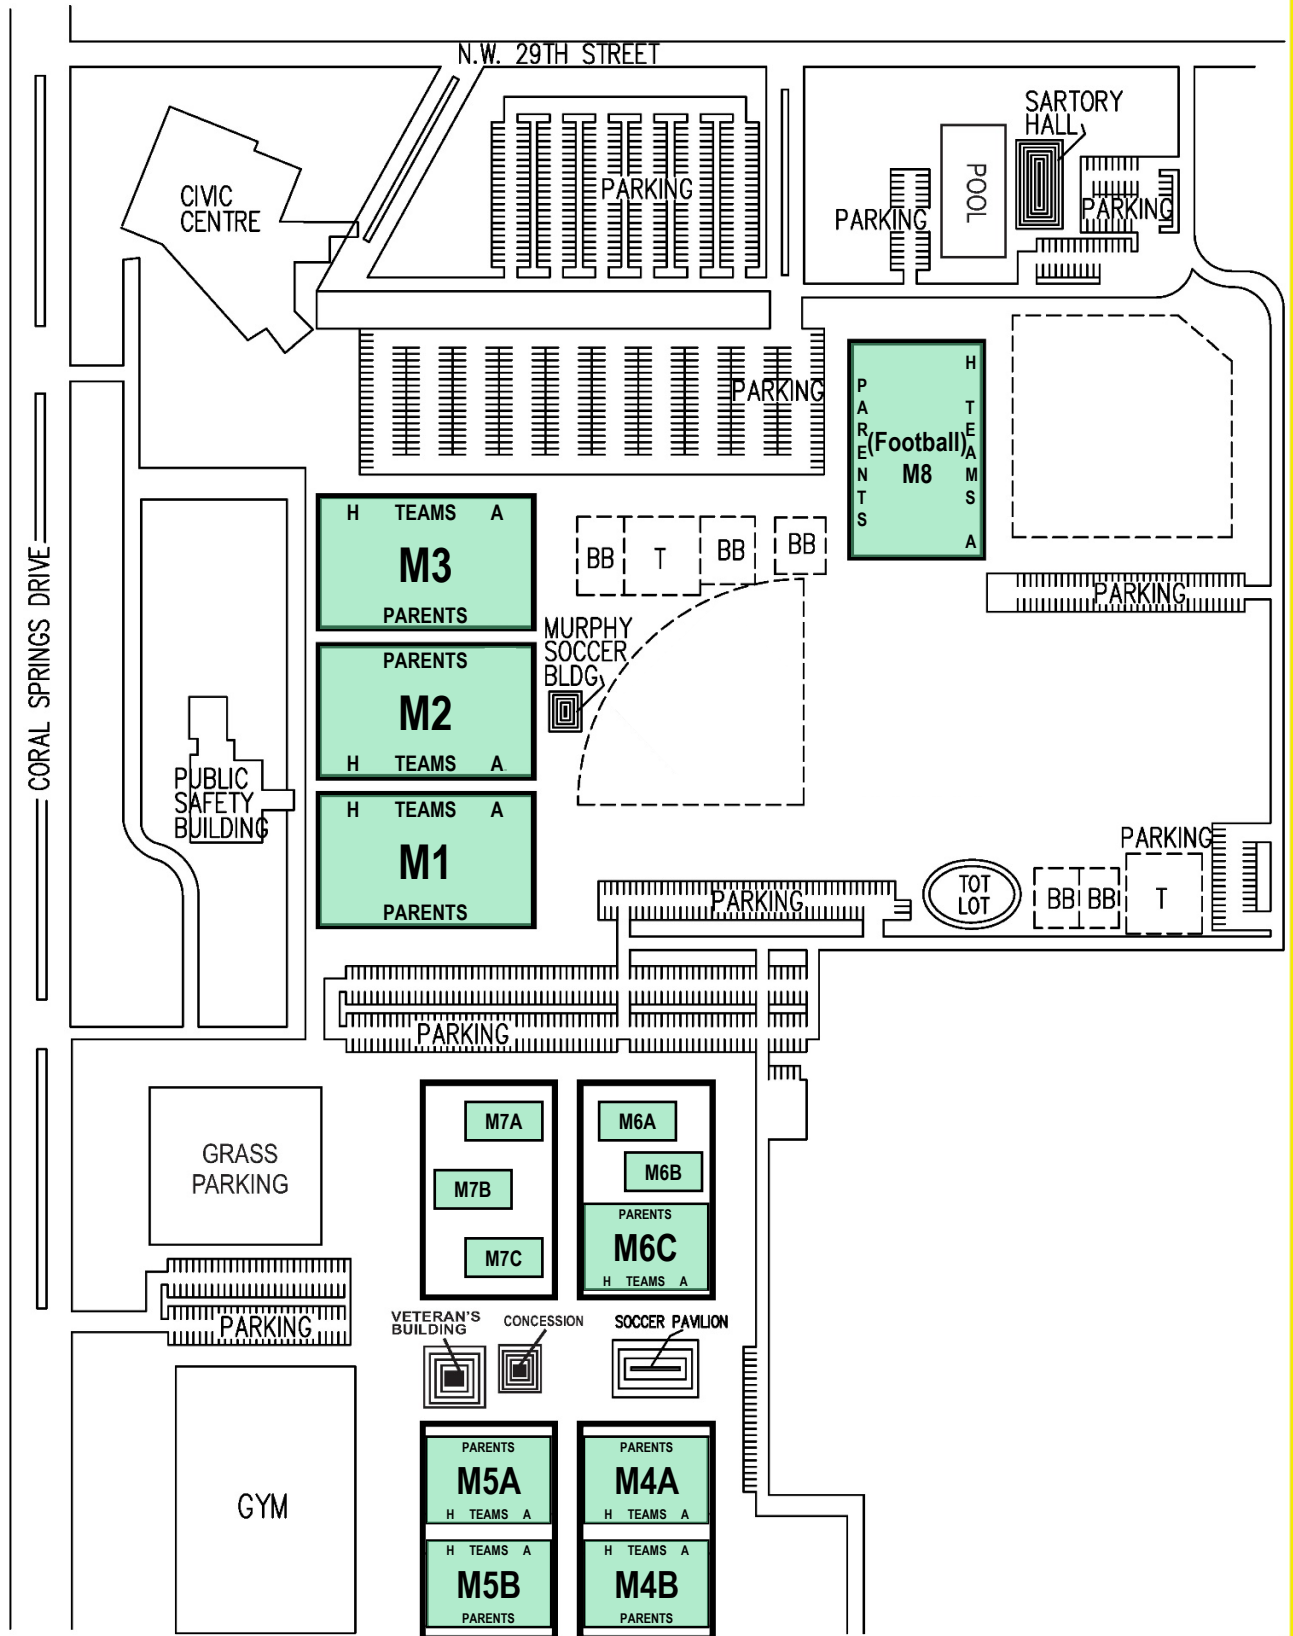 N.W. 29TH STREET
SARTORY
HALL
CIVIC
CENTRE
PARKING
PARKING
POOL
PARKING
PARKING
H TEAMS A
PARENTS
(Football)
M8
CORAL SPRINGS DRIVE
H TEAMS A
M3
PARENTS
BB
T
BB
BB
PARKING
MURPHY
SOCCER
BLDG
PARENTS
M2
H TEAMS A
PUBLIC
SAFETY
BUILDING
H TEAMS A
M1
PARENTS
PARKING
PARKING
TOT
LOT
BB
BB
T
PARKING
GRASS
PARKING
M7A
M7B
M7C
M6A
M6B
PARENTS
M6C
H TEAMS A
PARKING
VETERAN'S
BUILDING
CONCESSION
SOCCER PAVILION
GYM
PARENTS
M5A
H TEAMS A
H TEAMS A
M5B
PARENTS
PARENTS
M4A
H TEAMS A
H TEAMS A
M4B
PARENTS